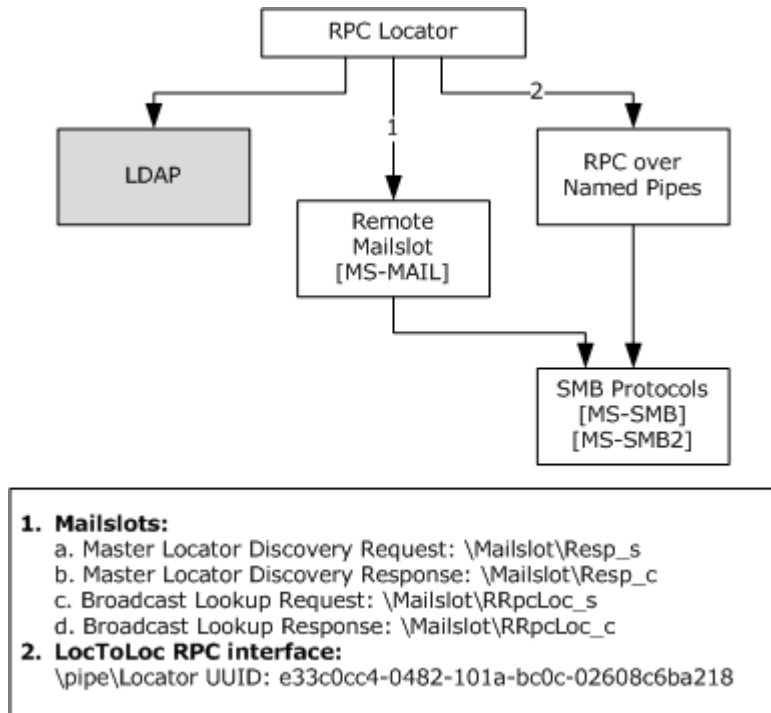 RPC Locator
2
1
LDAP
RPC over
Named Pipes
Remote
Mailslot
[MS-MAIL]
SMB Protocols
[MS-SMB]
[MS-SMB2]
1. Mailslots:
a. Master Locator Discovery Request: \Mailslot\Resp_s
b. Master Locator Discovery Response: \Mailslot\Resp_c
c. Broadcast Lookup Request: \Mailslot\RRpcLoc_s
d. Broadcast Lookup Response: \Mailslot\RRpcLoc_c
2. LocToLoc RPC interface:
\pipe\Locator UUID: e33c0cc4-0482-101a-bc0c-02608c6ba218